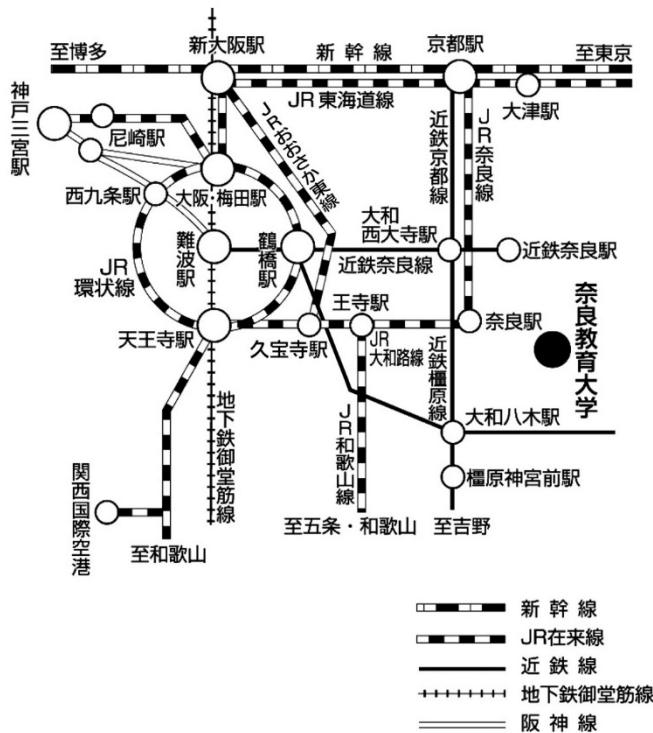 新大阪駅
新幹線
京都駅
至博多
至東京
JR東海道線
大津駅
神戸三宮駅
尼崎駅
JRおおさか東線
近鉄京都線
JR奈良線
西九条駅
大阪・梅田駅
大和
西大寺駅
難波駅
鶴橋駅
近鉄奈良線
近鉄奈良駅
JR
環状線
王寺駅
奈良駅
奈良教育大学
天王寺駅
久宝寺駅
JR
大和路線
近鉄橿原線
地下鉄御堂筋線
JR和歌山線
大和八木駅
橿原神宮前駅
関西国際空港
至和歌山
至五条・和歌山
至吉野
新幹線
JR在来線
近鉄線
地下鉄御堂筋線
阪神線